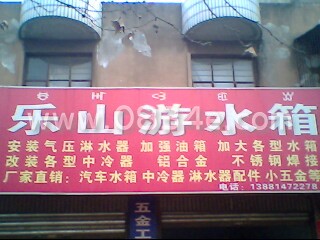 乐山游水箱
安装气压淋水器 加强油箱 加大各型水箱
改装各型中冷器 铝合金 不锈钢焊接
厂家直销：汽车水箱 中冷器 淋水器配件 小五金等
电话：13881472278
五金工